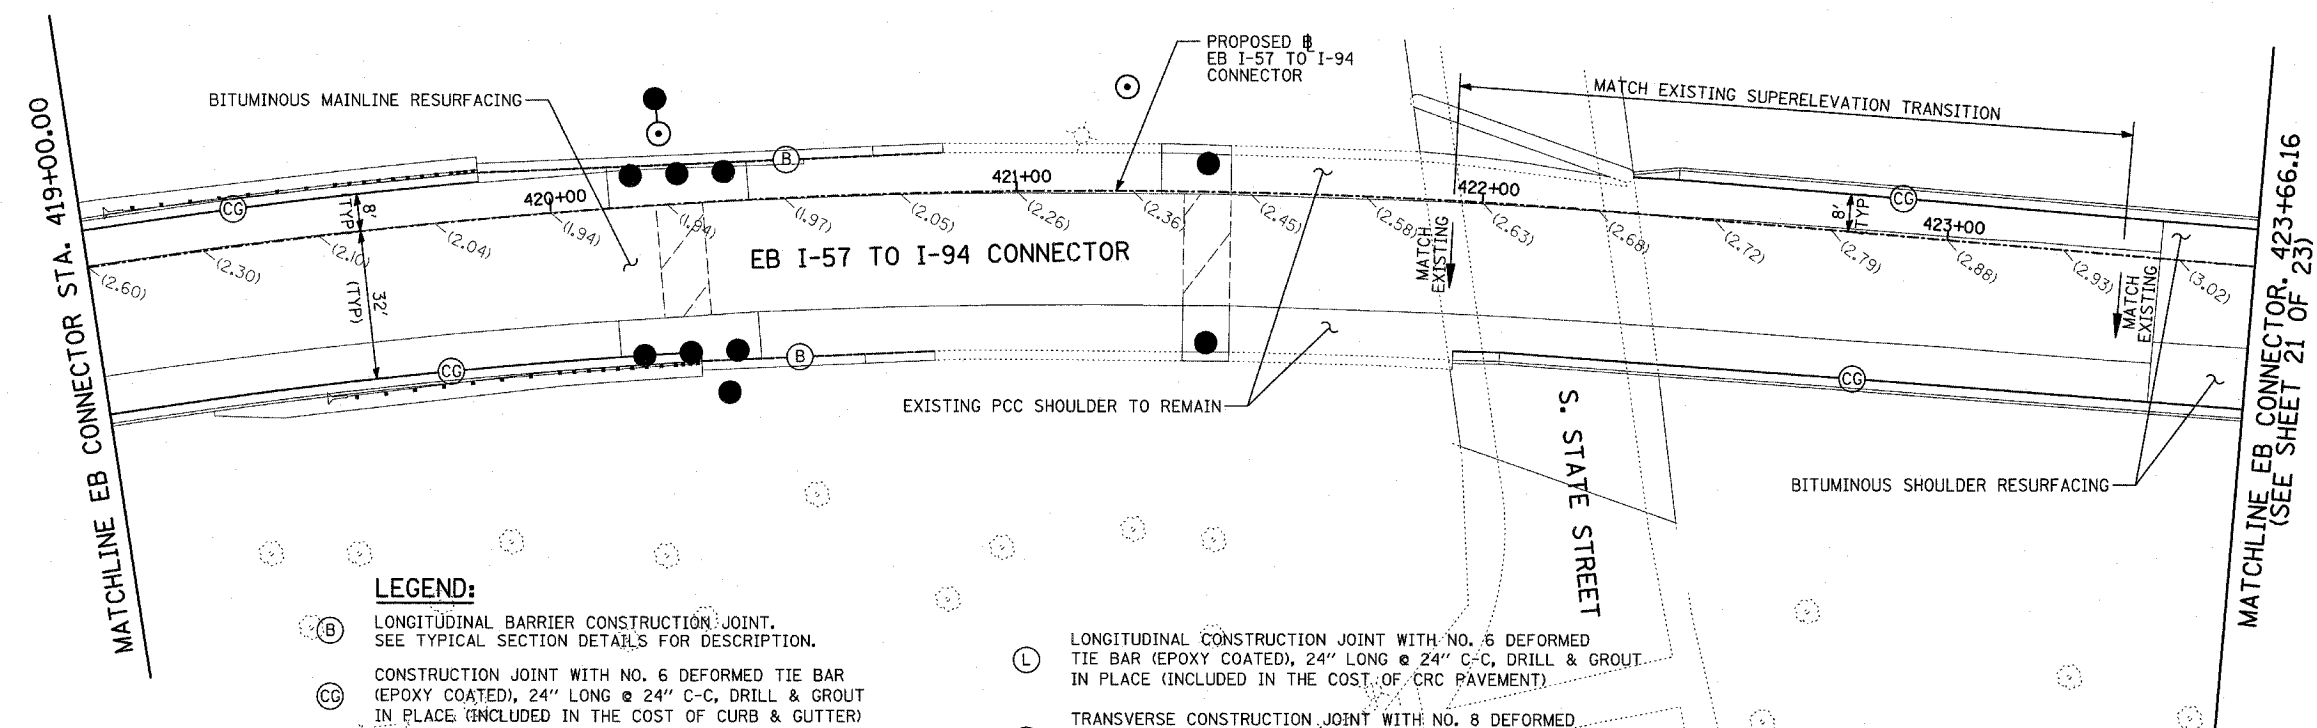 PROPOSED ℄
EB I-57 TO I-94
CONNECTOR
BITUMINOUS MAINLINE RESURFACING
MATCH EXISTING SUPERELEVATION TRANSITION
MATCHLINE EB CONNECTOR STA. 419+00.00
B
CG
8'
(TYP)
420+00
421+00
422+00
CG
8'
(TYP)
423+00
(2.60)
(2.30)
(2.10)
(2.04)
(1.94)
(1.94)
(1.97)
(2.05)
(2.26)
(2.36)
(2.45)
(2.58)
(2.63)
(2.68)
(2.72)
(2.79)
(2.88)
(2.93)
(3.02)
EB I-57 TO I-94 CONNECTOR
MATCH
EXISTING
MATCH
EXISTING
32'
(TYP)
CG
B
CG
EXISTING PCC SHOULDER TO REMAIN
S. STATE STREET
BITUMINOUS SHOULDER RESURFACING
MATCHLINE EB CONNECTOR. 423+66.16
(SEE SHEET 21 OF 23)
LEGEND:
B
LONGITUDINAL BARRIER CONSTRUCTION JOINT.
SEE TYPICAL SECTION DETAILS FOR DESCRIPTION.
CG
CONSTRUCTION JOINT WITH NO. 6 DEFORMED TIE BAR
(EPOXY COATED), 24" LONG @ 24" C-C, DRILL & GROUT
IN PLACE (INCLUDED IN THE COST OF CURB & GUTTER)
L
LONGITUDINAL CONSTRUCTION JOINT WITH NO. 6 DEFORMED
TIE BAR (EPOXY COATED), 24" LONG @ 24" C-C, DRILL & GROUT
IN PLACE (INCLUDED IN THE COST OF CRC PAVEMENT)
TRANSVERSE CONSTRUCTION JOINT WITH NO. 8 DEFORMED